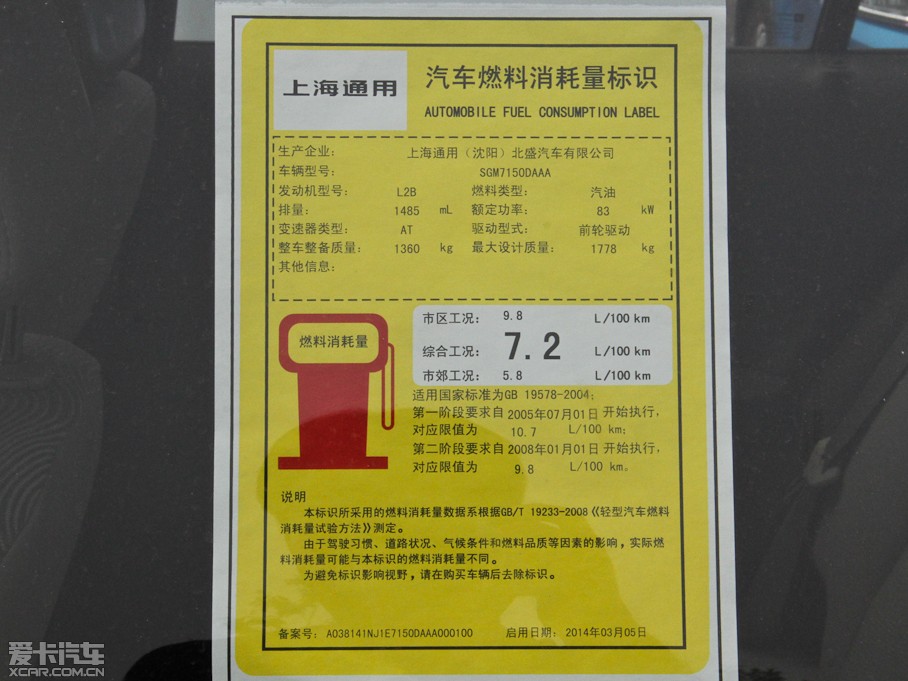 上海通用
汽车燃料消耗量标识
AUTOMOBILE FUEL CONSUMPTION LABEL
生产企业: 上海通用（沈阳）北盛汽车有限公司
车辆型号: SGM7150DAAA
发动机型号: L2B 燃料类型: 汽油
排量: 1485 mL 额定功率: 83 kW
变速器类型: AT 驱动型式: 前轮驱动
整车整备质量: 1360 kg 最大设计质量: 1778 kg
其他信息:
燃料消耗量
市区工况: 9.8 L/100 km
综合工况: 7.2 L/100 km
市郊工况: 5.8 L/100 km
适用国家标准为GB 19578-2004;
第一阶段要求自 2005年07月01日 开始执行，
对应限值为 10.7 L/100 km;
第二阶段要求自 2008年01月01日 开始执行，
对应限值为 9.8 L/100 km。
说明
本标识所采用的燃料消耗量数据系根据GB/T 19233-2008《轻型汽车燃料
消耗量试验方法》测定。
由于驾驶习惯、道路状况、气候条件和燃料品质等因素的影响，实际燃
料消耗量可能与本标识的燃料消耗量不同。
为避免标识影响视野，请在购买车辆后去除标识。
备案号: A038141NJ1E7150DAAA000100 启用日期: 2014年03月05日
爱卡汽车
XCAR.COM.CN